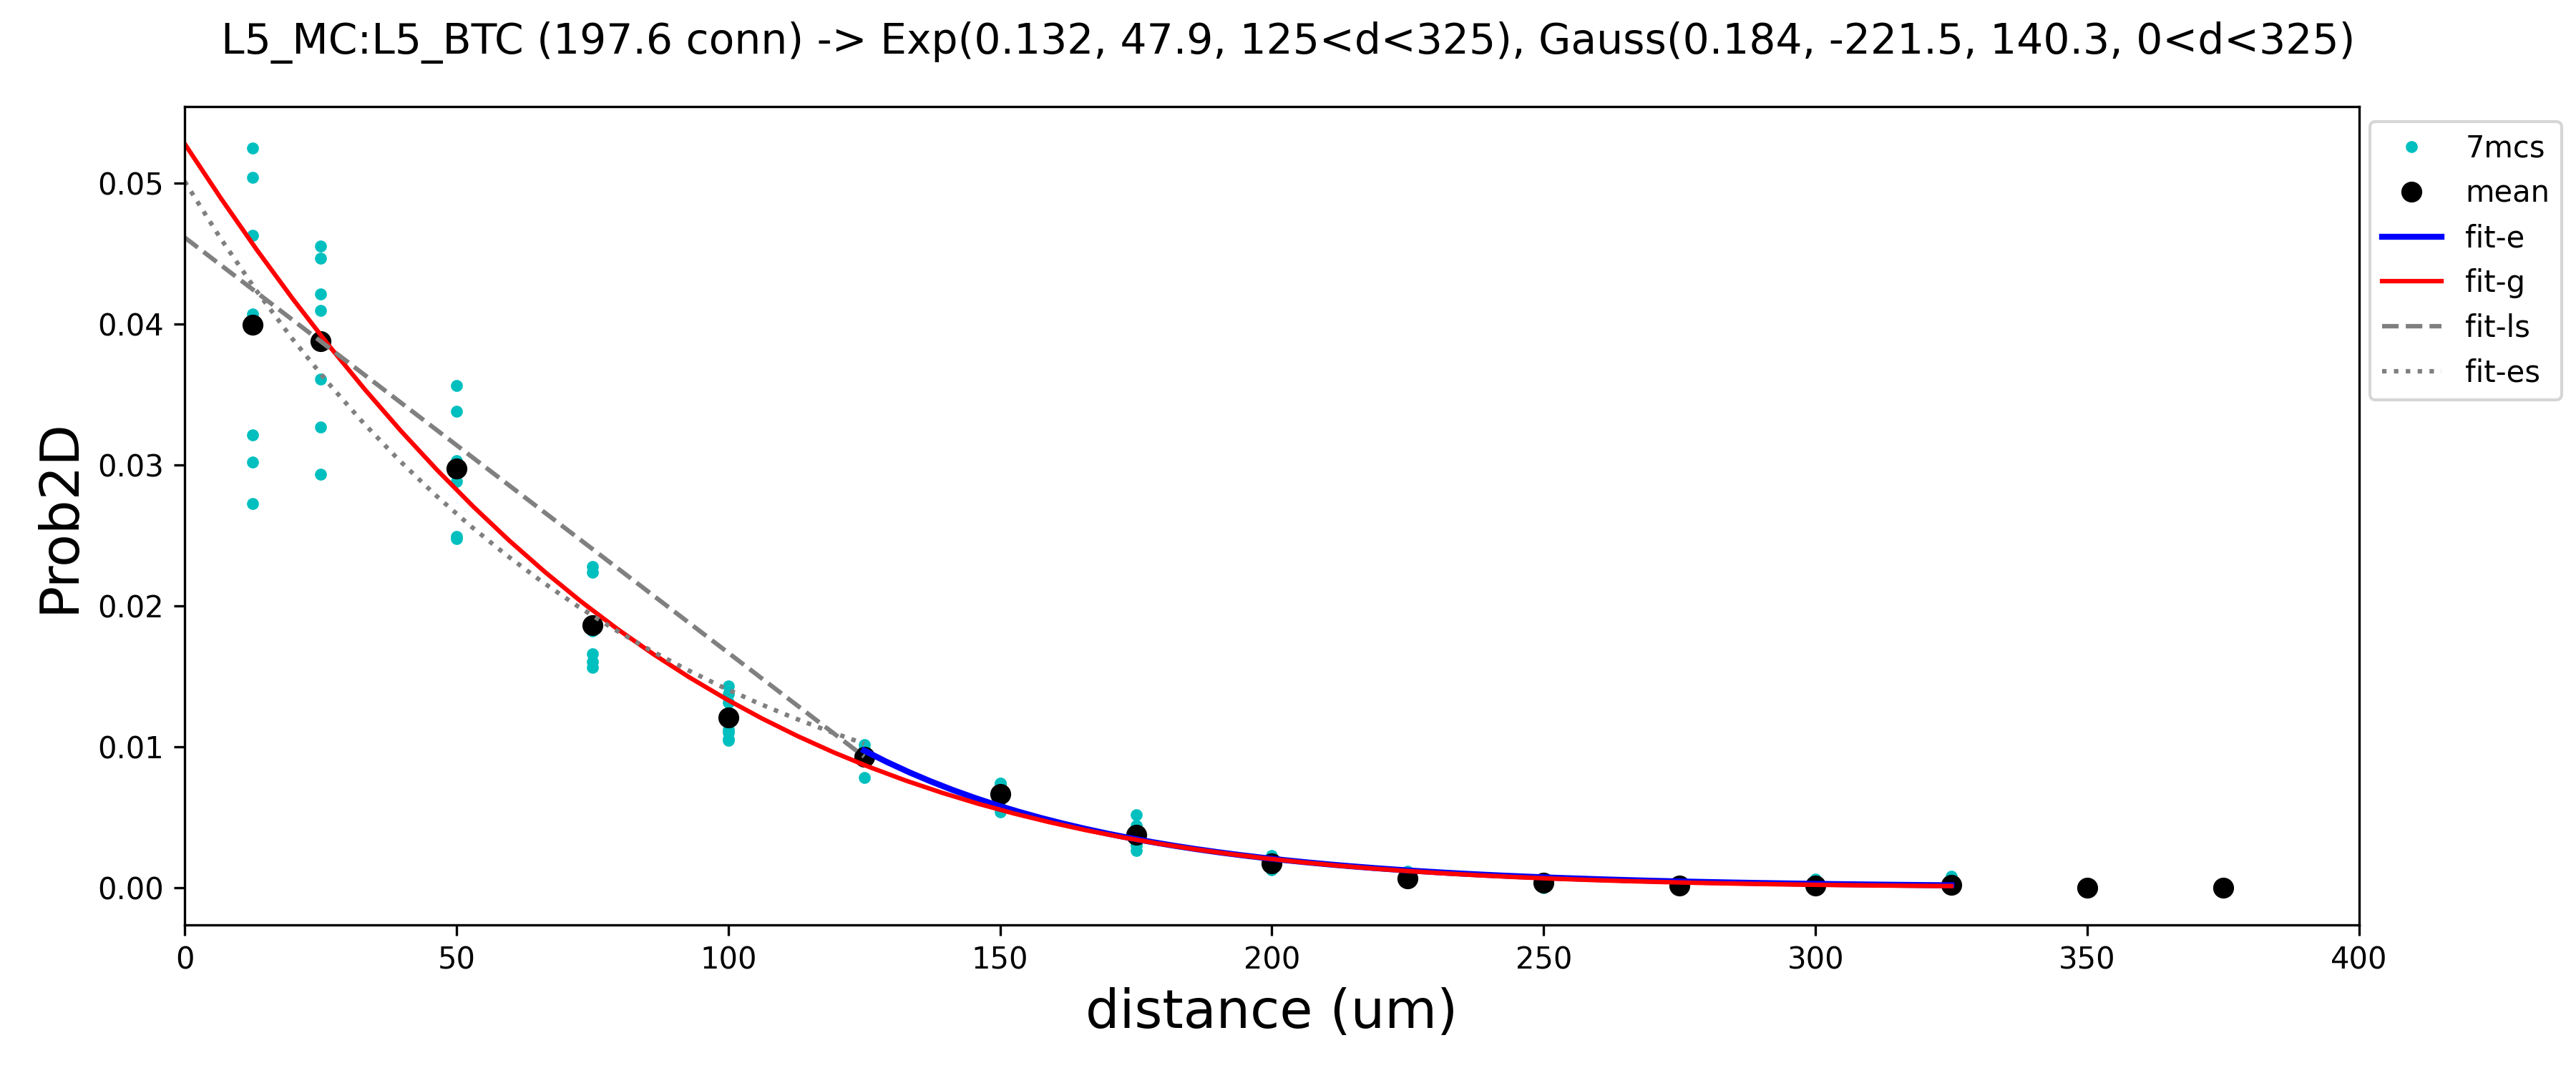 L5_MC:L5_BTC (197.6 conn) -> Exp(0.132, 47.9, 125<d<325), Gauss(0.184, -221.5, 140.3, 0<d<325)
7mcs
mean
fit-e
fit-g
fit-ls
fit-es
Prob2D
0.05
0.04
0.03
0.02
0.01
0.00
0 50 100 150 200 250 300 350 400
distance (um)